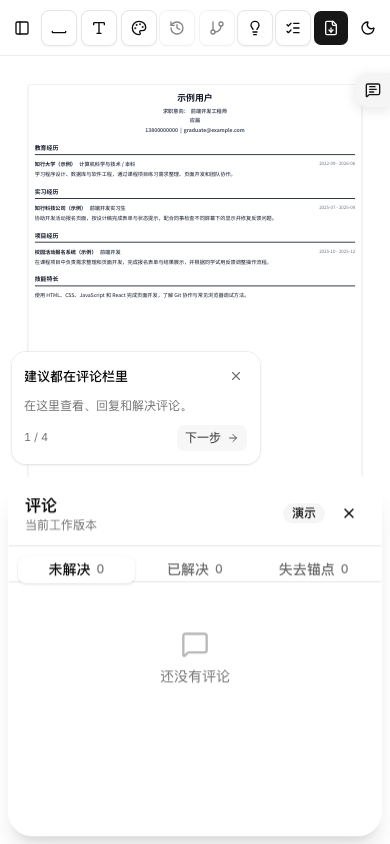 示例用户
求职意向： 前端开发工程师
应届
13800000000 | graduate@example.com
教育经历
知行大学（示例） 计算机科学与技术 / 本科 2022-09 - 2026-06
学习程序设计、数据库与软件工程，通过课程项目练习需求整理、页面开发和团队协作。
实习经历
知行科技公司（示例） 前端开发实习生 2025-07 - 2025-09
协助开发活动报名页面，按设计稿完成表单与状态提示，配合同事检查不同屏幕下的显示并修复反馈问题。
项目经历
校园活动报名系统（示例） 前端开发 2025-10 - 2025-12
在课程项目中负责需求整理和页面开发，完成报名表单与结果展示，并根据同学试用反馈调整操作流程。
技能特长
使用 HTML、CSS、JavaScript 和 React 完成页面开发，了解 Git 协作与常见浏览器调试方法。
建议都在评论栏里
在这里查看、回复和解决评论。
1 / 4 下一步
评论
当前工作版本
演示
未解决 0 已解决 0 失去锚点 0
还没有评论